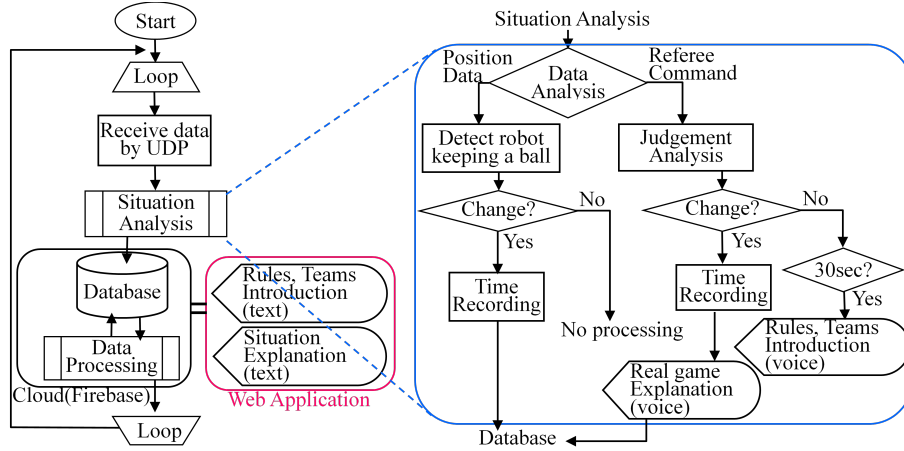 Start
Loop
Receive data
by UDP
Situation
Analysis
Database
Data
Processing
Cloud(Firebase)
Loop
Rules, Teams
Introduction
(text)
Situation
Explanation
(text)
Web Application
Situation Analysis
Position
Data
Data
Analysis
Referee
Command
Detect robot
keeping a ball
Change?
No
Yes
Time
Recording
No processing
Judgement
Analysis
Change?
No
Yes
Time
Recording
30sec?
Yes
Rules, Teams
Introduction
(voice)
Real game
Explanation
(voice)
Database